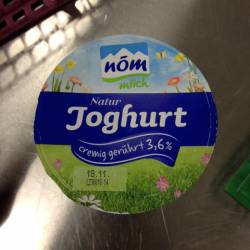 nöm
milch
Natur
Joghurt
cremig gerührt 3,6%
18.11.